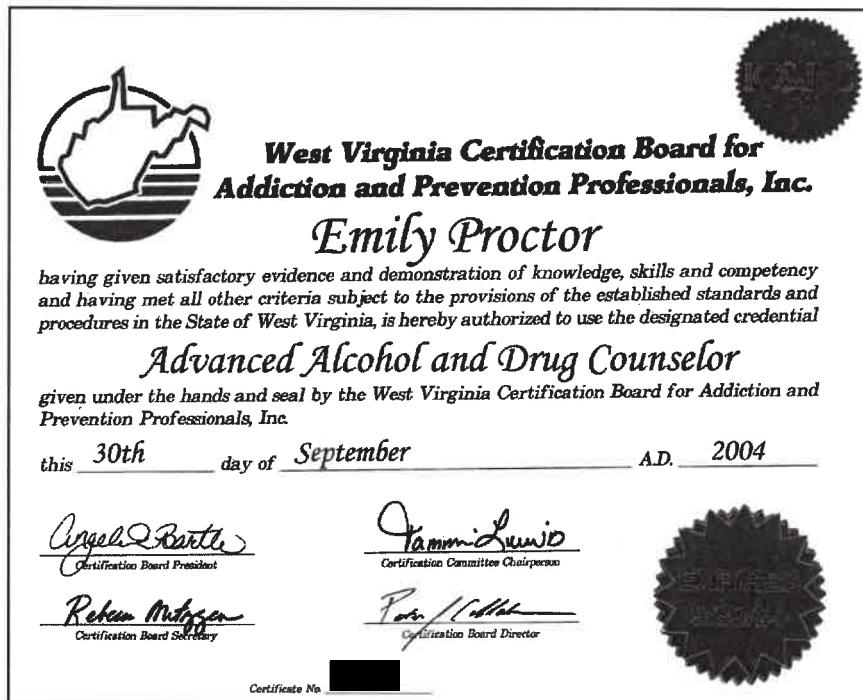 West Virginia Certification Board for
Addiction and Prevention Professionals, Inc.
Emily Proctor
having given satisfactory evidence and demonstration of knowledge, skills and competency
and having met all other criteria subject to the provisions of the established standards and
procedures in the State of West Virginia, is hereby authorized to use the designated credential
Advanced Alcohol and Drug Counselor
given under the hands and seal by the West Virginia Certification Board for Addiction and
Prevention Professionals, Inc.
this 30th day of September A.D. 2004
Certification Board President
Certification Committee Chairperson
Certification Board Secretary
Certification Board Director
Certificate No.